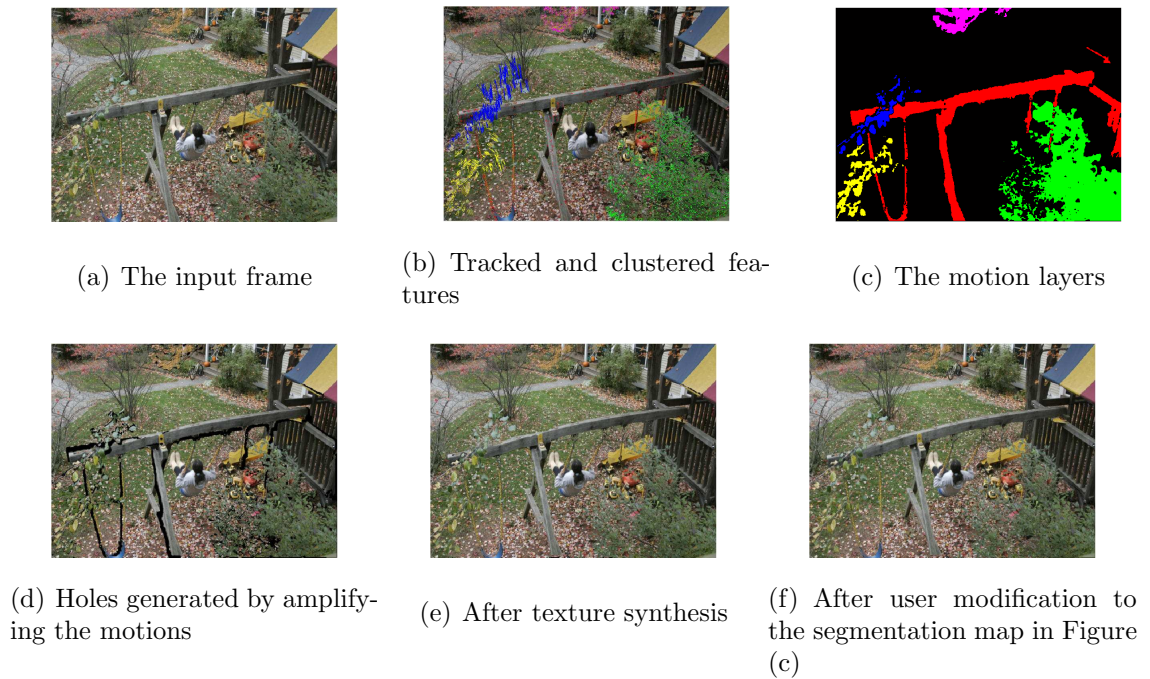 (a) The input frame
(b) Tracked and clustered fea-
tures
(c) The motion layers
(d) Holes generated by amplify-
ing the motions
(e) After texture synthesis
(f) After user modification to
the segmentation map in Figure
(c)